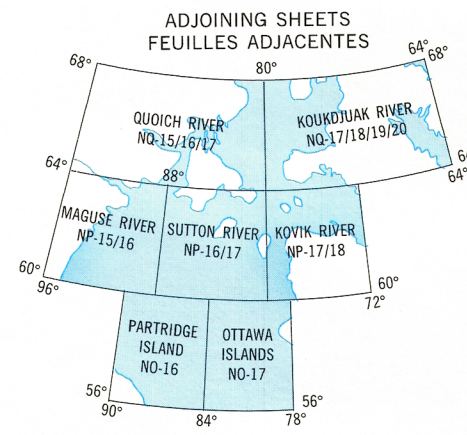 ADJOINING SHEETS
FEUILLES ADJACENTES
68°
80°
64°
68°
QUOICH RIVER
NQ-15/16/17
KOUKDJUAK RIVER
NQ-17/18/19/20
64°
88°
64°
MAGUSE RIVER
NP-15/16
SUTTON RIVER
NP-16/17
KOVIK RIVER
NP-17/18
60°
96°
60°
72°
PARTRIDGE
ISLAND
NO-16
OTTAWA
ISLANDS
NO-17
56°
90°
84°
56°
78°